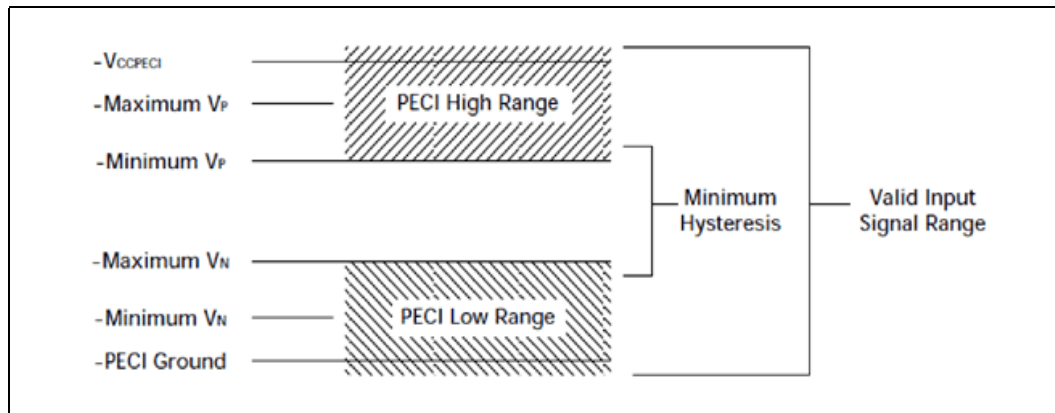 -VCCPECI
-Maximum VP
PECI High Range
-Minimum VP
Minimum
Hysteresis
Valid Input
Signal Range
-Maximum VN
-Minimum VN
PECI Low Range
-PECI Ground